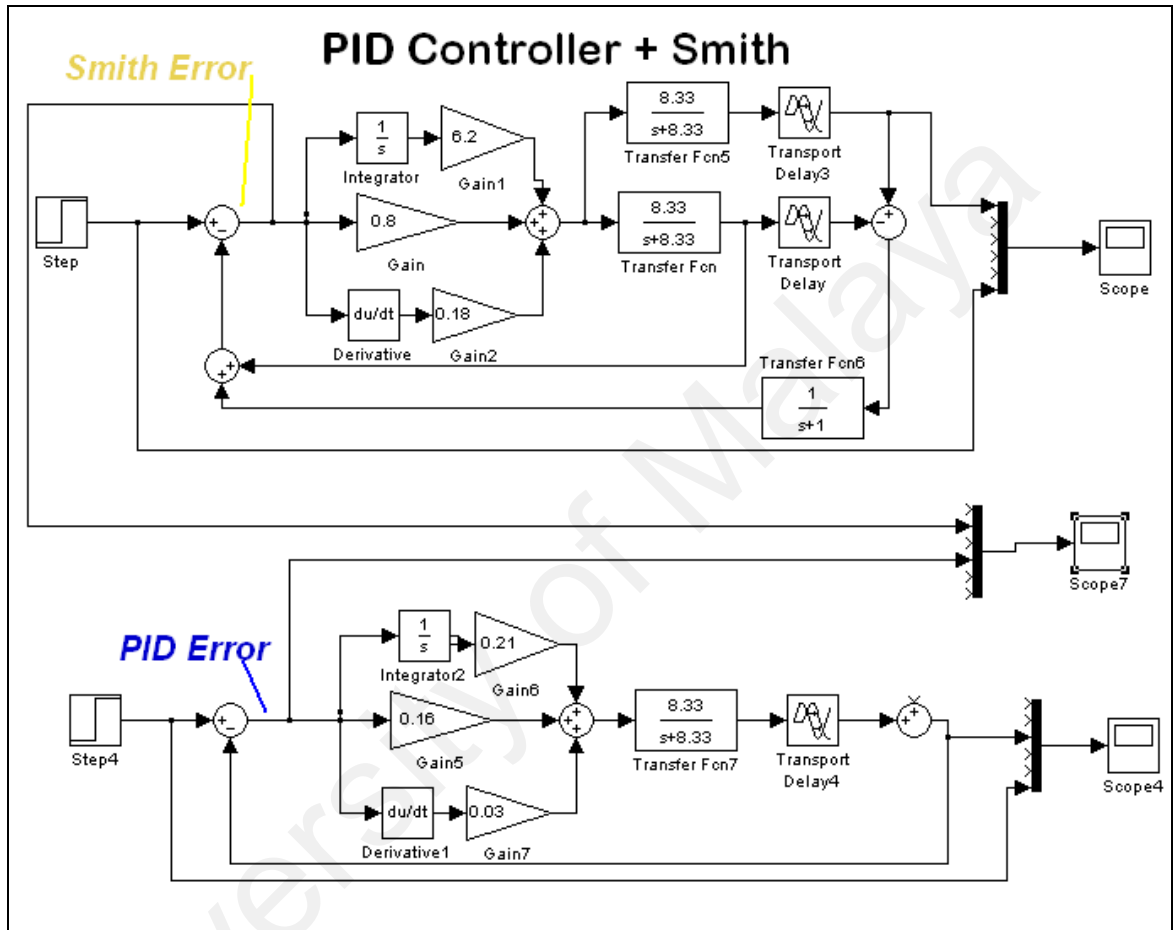 PID Controller + Smith
Smith Error
8.33
s+8.33
Transfer Fcn5
Transport
Delay3
1
s
Integrator
6.2
Gain1
Step
+
−
0.8
Gain
+
+
+
8.33
s+8.33
Transfer Fcn
Transport
Delay
−
+
Scope
du/dt
Derivative
0.18
Gain2
+
+
Transfer Fcn6
1
s+1
Scope7
PID Error
1
s
Integrator2
0.21
Gain6
Step4
+
−
0.16
Gain5
+
+
+
8.33
s+8.33
Transfer Fcn7
Transport
Delay4
+
+
Scope4
du/dt
Derivative1
0.03
Gain7
University of Malaya